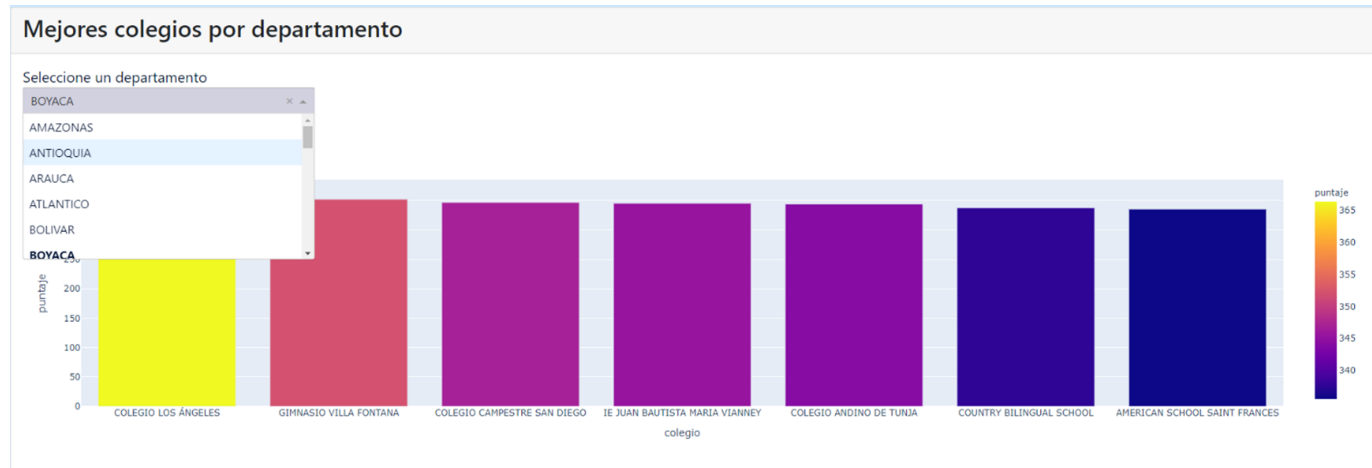 Mejores colegios por departamento
Seleccione un departamento
BOYACA
AMAZONAS
ANTIOQUIA
ARAUCA
ATLANTICO
BOLIVAR
BOYACA
250
200
150
100
50
0
puntaje
COLEGIO LOS ÁNGELES
GIMNASIO VILLA FONTANA
COLEGIO CAMPESTRE SAN DIEGO
IE JUAN BAUTISTA MARIA VIANNEY
COLEGIO ANDINO DE TUNJA
COUNTRY BILINGUAL SCHOOL
AMERICAN SCHOOL SAINT FRANCES
colegio
puntaje
365
360
355
350
345
340